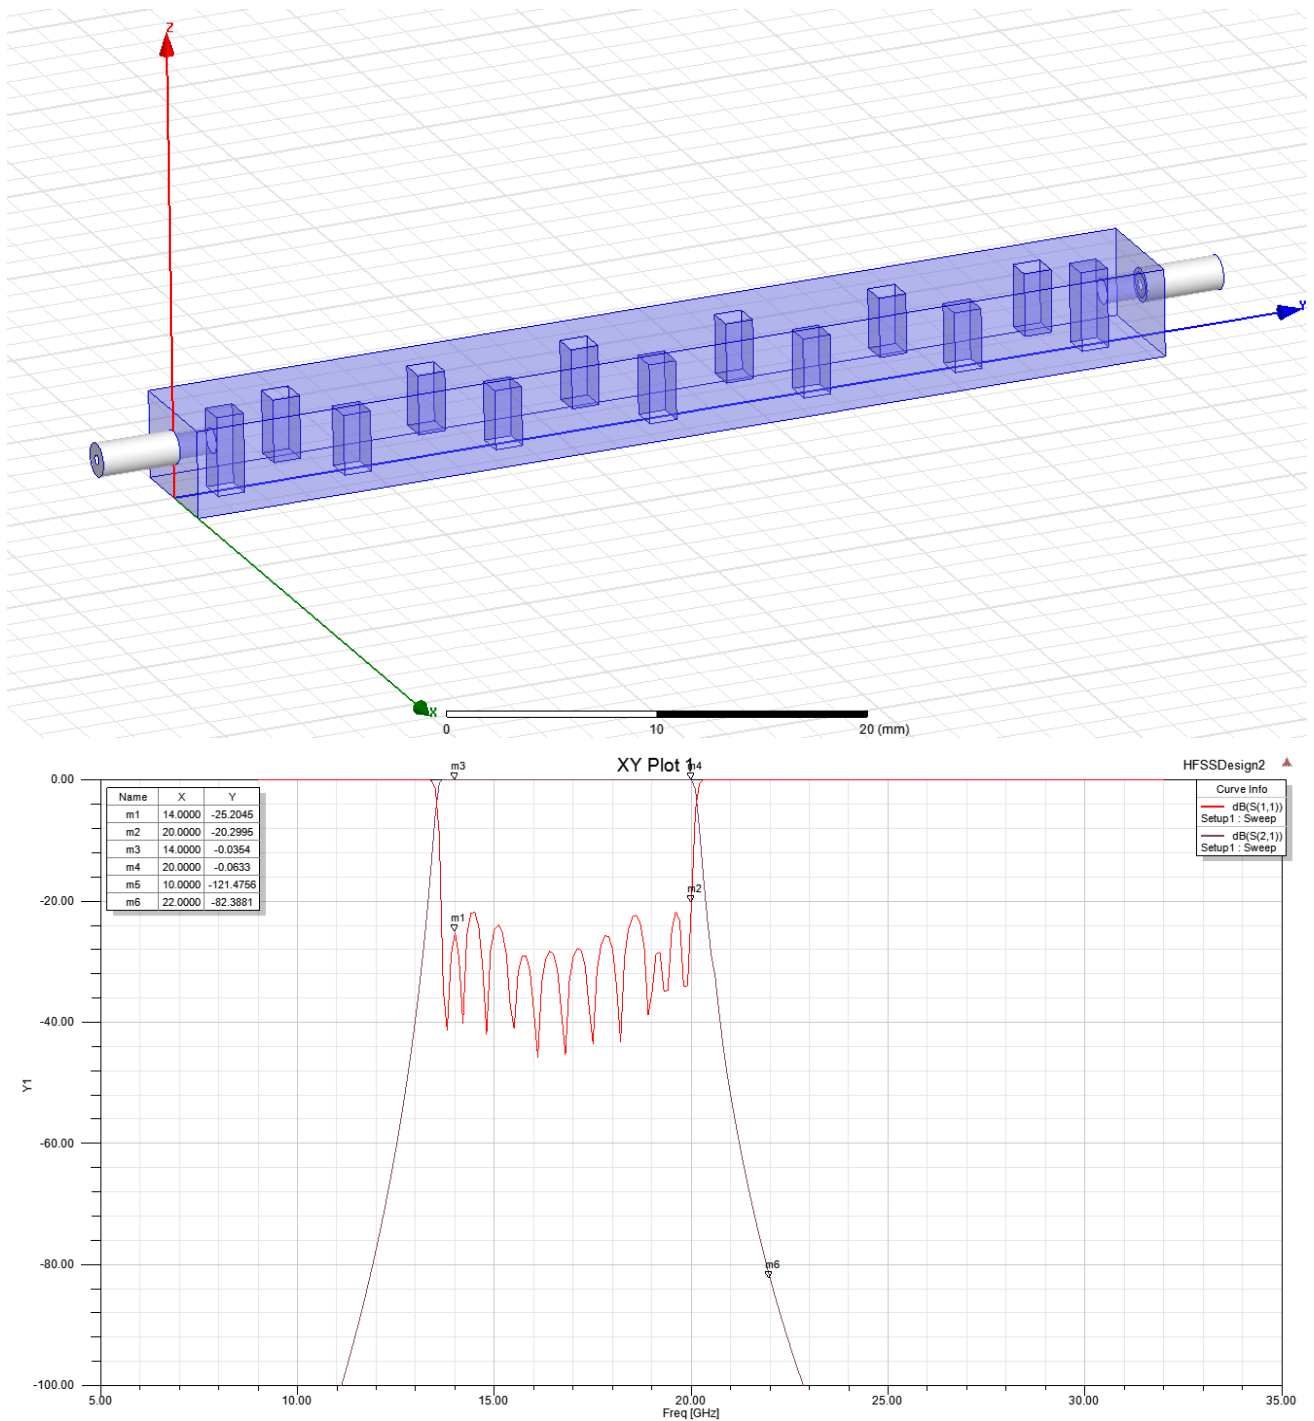 Z
Y
X
0 10 20 (mm)
XY Plot 1
HFSSDesign2
m3
m4
Name X Y
m1 14.0000 -25.2045
m2 20.0000 -20.2995
m3 14.0000 -0.0354
m4 20.0000 -0.0633
m5 10.0000 -121.4756
m6 22.0000 -82.3881
Curve Info
dB(S(1,1))
Setup1 : Sweep
dB(S(2,1))
Setup1 : Sweep
m2
m1
m6
0.00
-20.00
-40.00
-60.00
-80.00
-100.00
Y1
5.00 10.00 15.00 20.00 25.00 30.00 35.00
Freq [GHz]